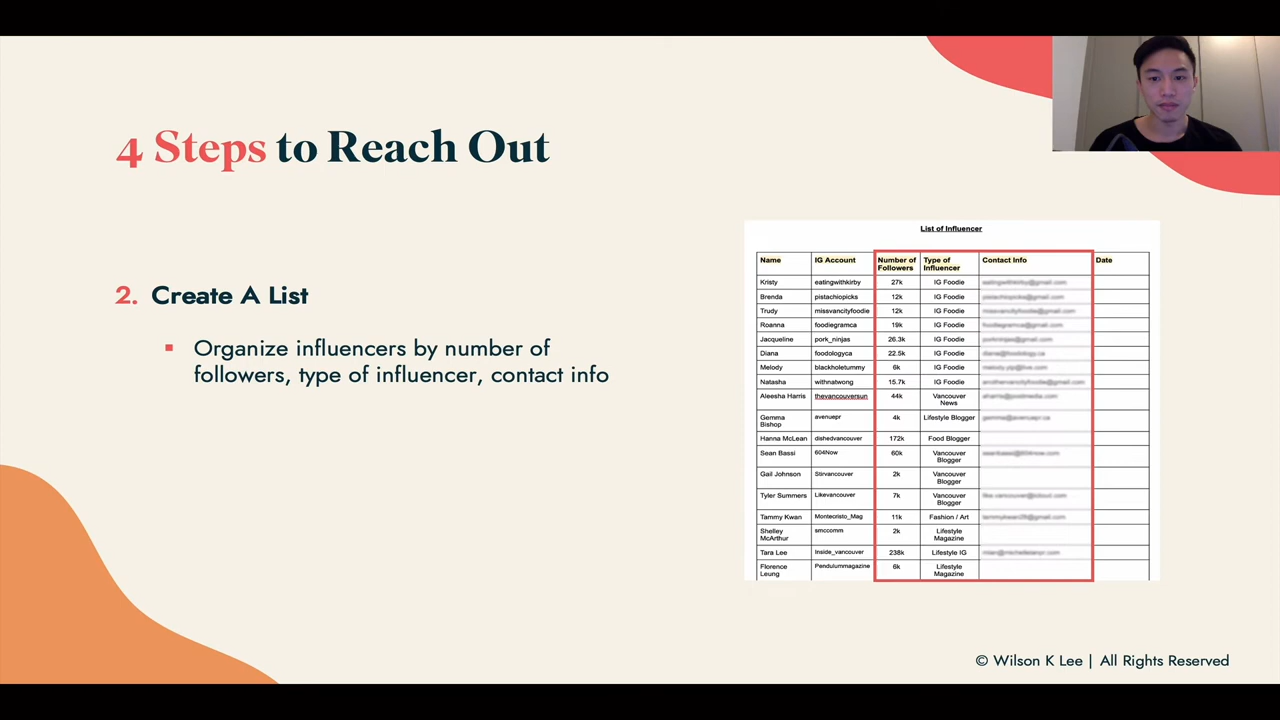 4 Steps to Reach Out
2. Create A List
Organize influencers by number of
followers, type of influencer, contact info
List of Influencer
Name IG Account Number of Followers Type of Influencer Contact Info Date
Kristy eatingwithkirby 27k IG Foodie
Brenda pistachiopicks 12k IG Foodie
Trudy missvancityfoodie 12k IG Foodie
Roanna foodiegramca 19k IG Foodie
Jacqueline pork_ninjas 26.3k IG Foodie
Diana foodologyca 22.5k IG Foodie
Melody blackholetummy 6k IG Foodie
Natasha withnatwong 15.7k IG Foodie
Aleesha Harris thevancouversun 44k Vancouver News
Gemma Bishop avenuepr 4k Lifestyle Blogger
Hanna McLean dishedvancouver 172k Food Blogger
Sean Bassi 604Now 60k Vancouver Blogger
Gail Johnson Stirvancouver 2k Vancouver Blogger
Tyler Summers Likevancouver 7k Vancouver Blogger
Tammy Kwan Montecristo_Mag 11k Fashion / Art
Shelley McArthur smccomm 2k Lifestyle Magazine
Tara Lee Inside_vancouver 238k Lifestyle IG
Florence Leung Pendulummagazine 6k Lifestyle Magazine
© Wilson K Lee | All Rights Reserved